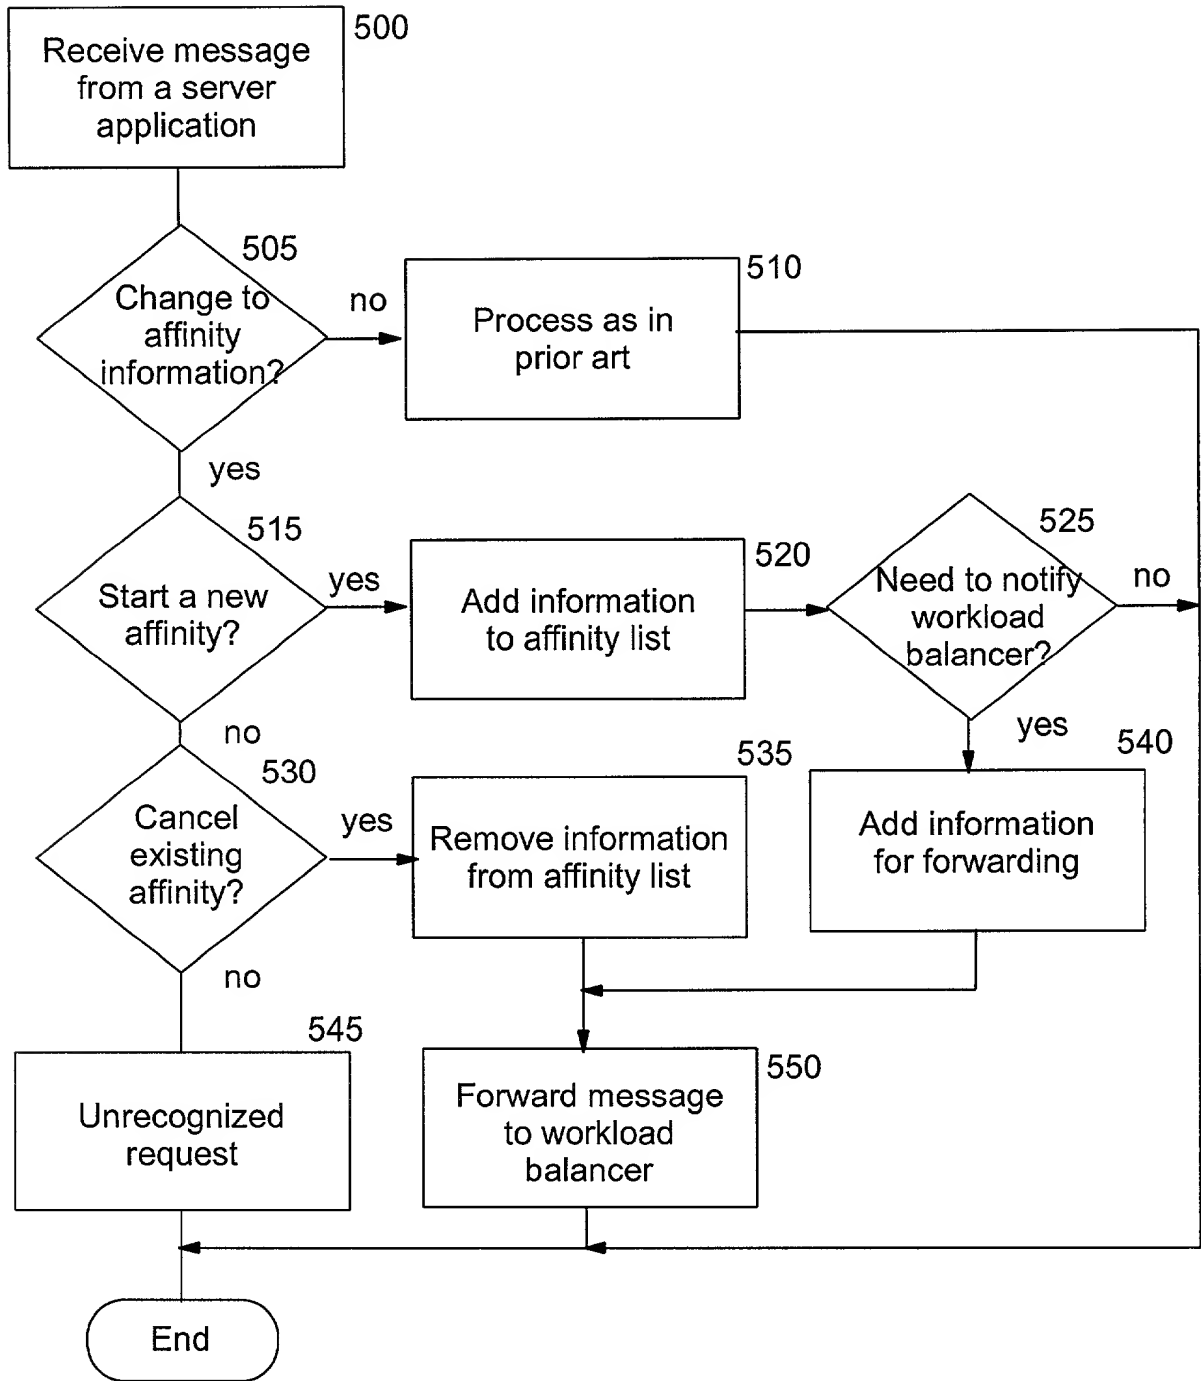 500
Receive message
from a server
application
505
Change to
affinity
information?
no
510
Process as in
prior art
yes
515
Start a new
affinity?
yes
520
Add information
to affinity list
525
Need to notify
workload
balancer?
no
no
yes
530
Cancel
existing
affinity?
yes
535
Remove information
from affinity list
540
Add information
for forwarding
no
545
Unrecognized
request
550
Forward message
to workload
balancer
End